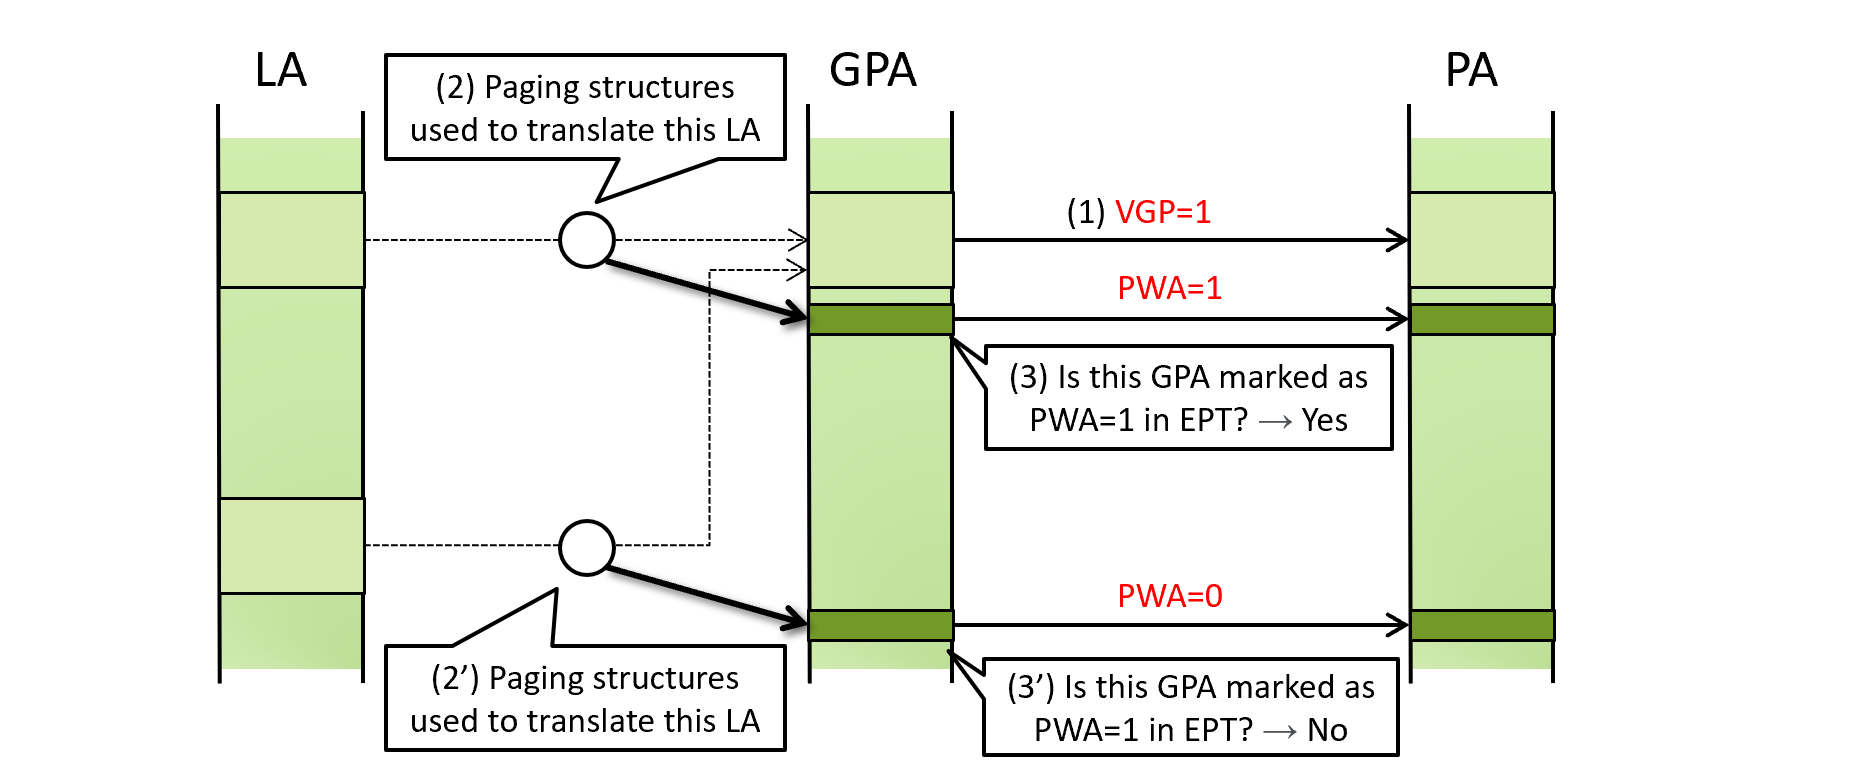 LA
GPA
PA
(2) Paging structures
used to translate this LA
(1) VGP=1
PWA=1
(3) Is this GPA marked as
PWA=1 in EPT? → Yes
PWA=0
(2’) Paging structures
used to translate this LA
(3’) Is this GPA marked as
PWA=1 in EPT? → No